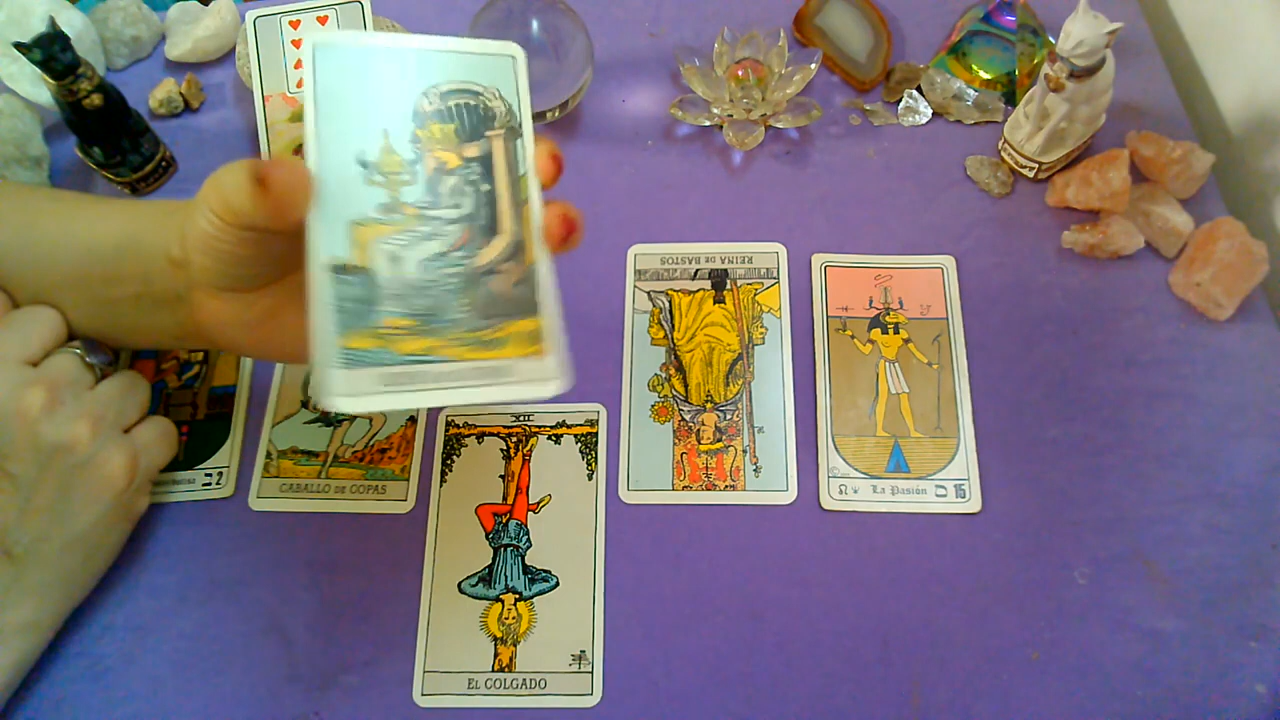 REINA DE BASTOS
La Pasión 15
2
CABALLO DE COPAS
XII
EL COLGADO